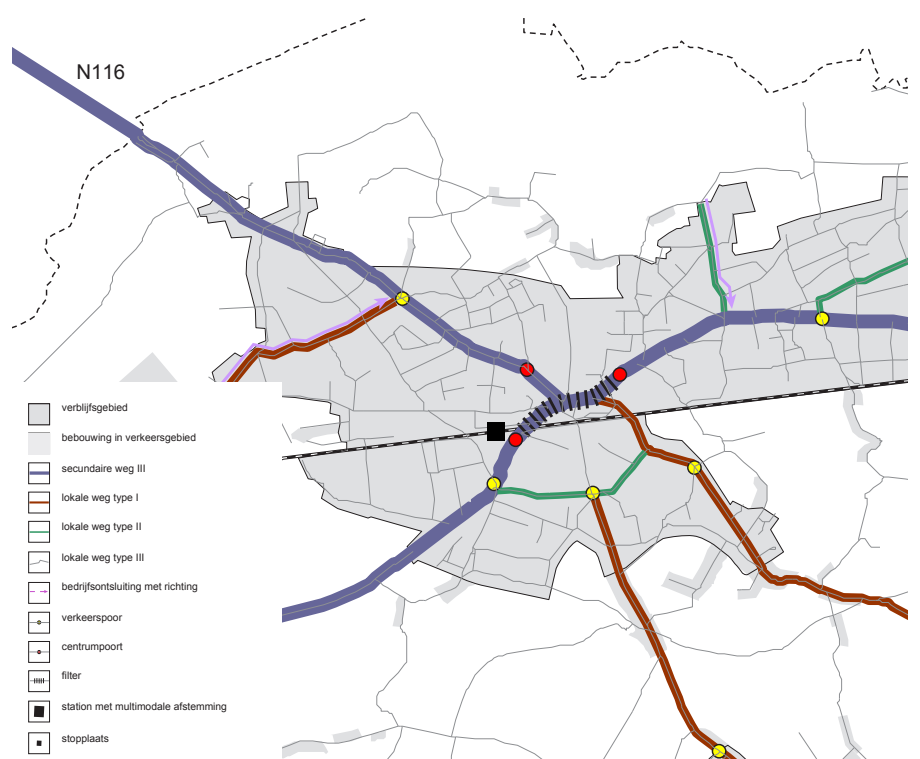 N116
verblijfsgebied
bebouwing in verkeersgebied
secundaire weg III
lokale weg type I
lokale weg type II
lokale weg type III
bedrijfsontsluiting met richting
verkeerspoor
centrumpoort
filter
station met multimodale afstemming
stopplaats